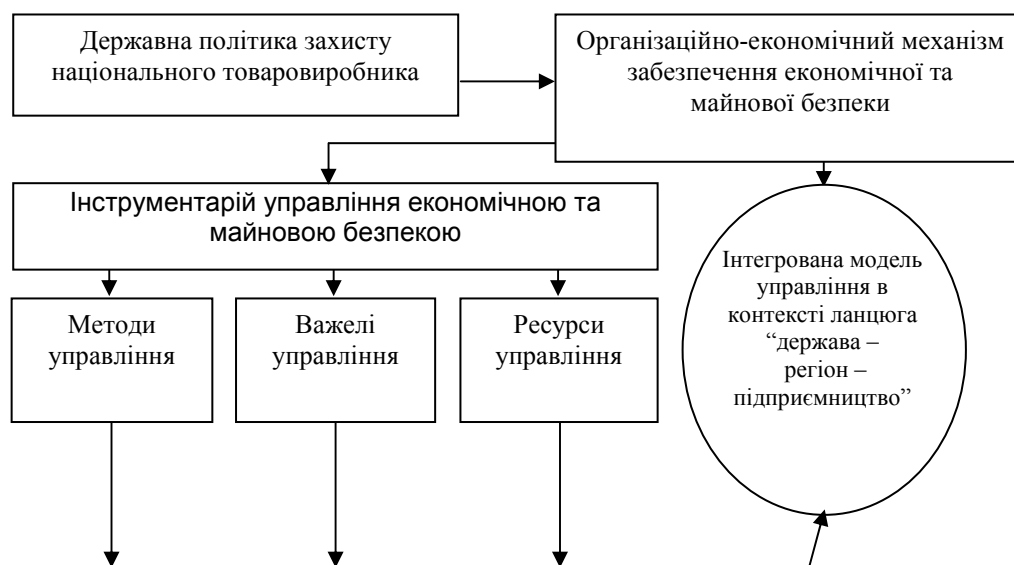 Державна політика захисту
національного товаровиробника
Організаційно-економічний механізм
забезпечення економічної та
майнової безпеки
Інструментарій управління економічною та
майновою безпекою
Методи
управління
Важелі
управління
Ресурси
управління
Інтегрована модель
управління в
контексті ланцюга
“держава –
регіон –
підприємництво”